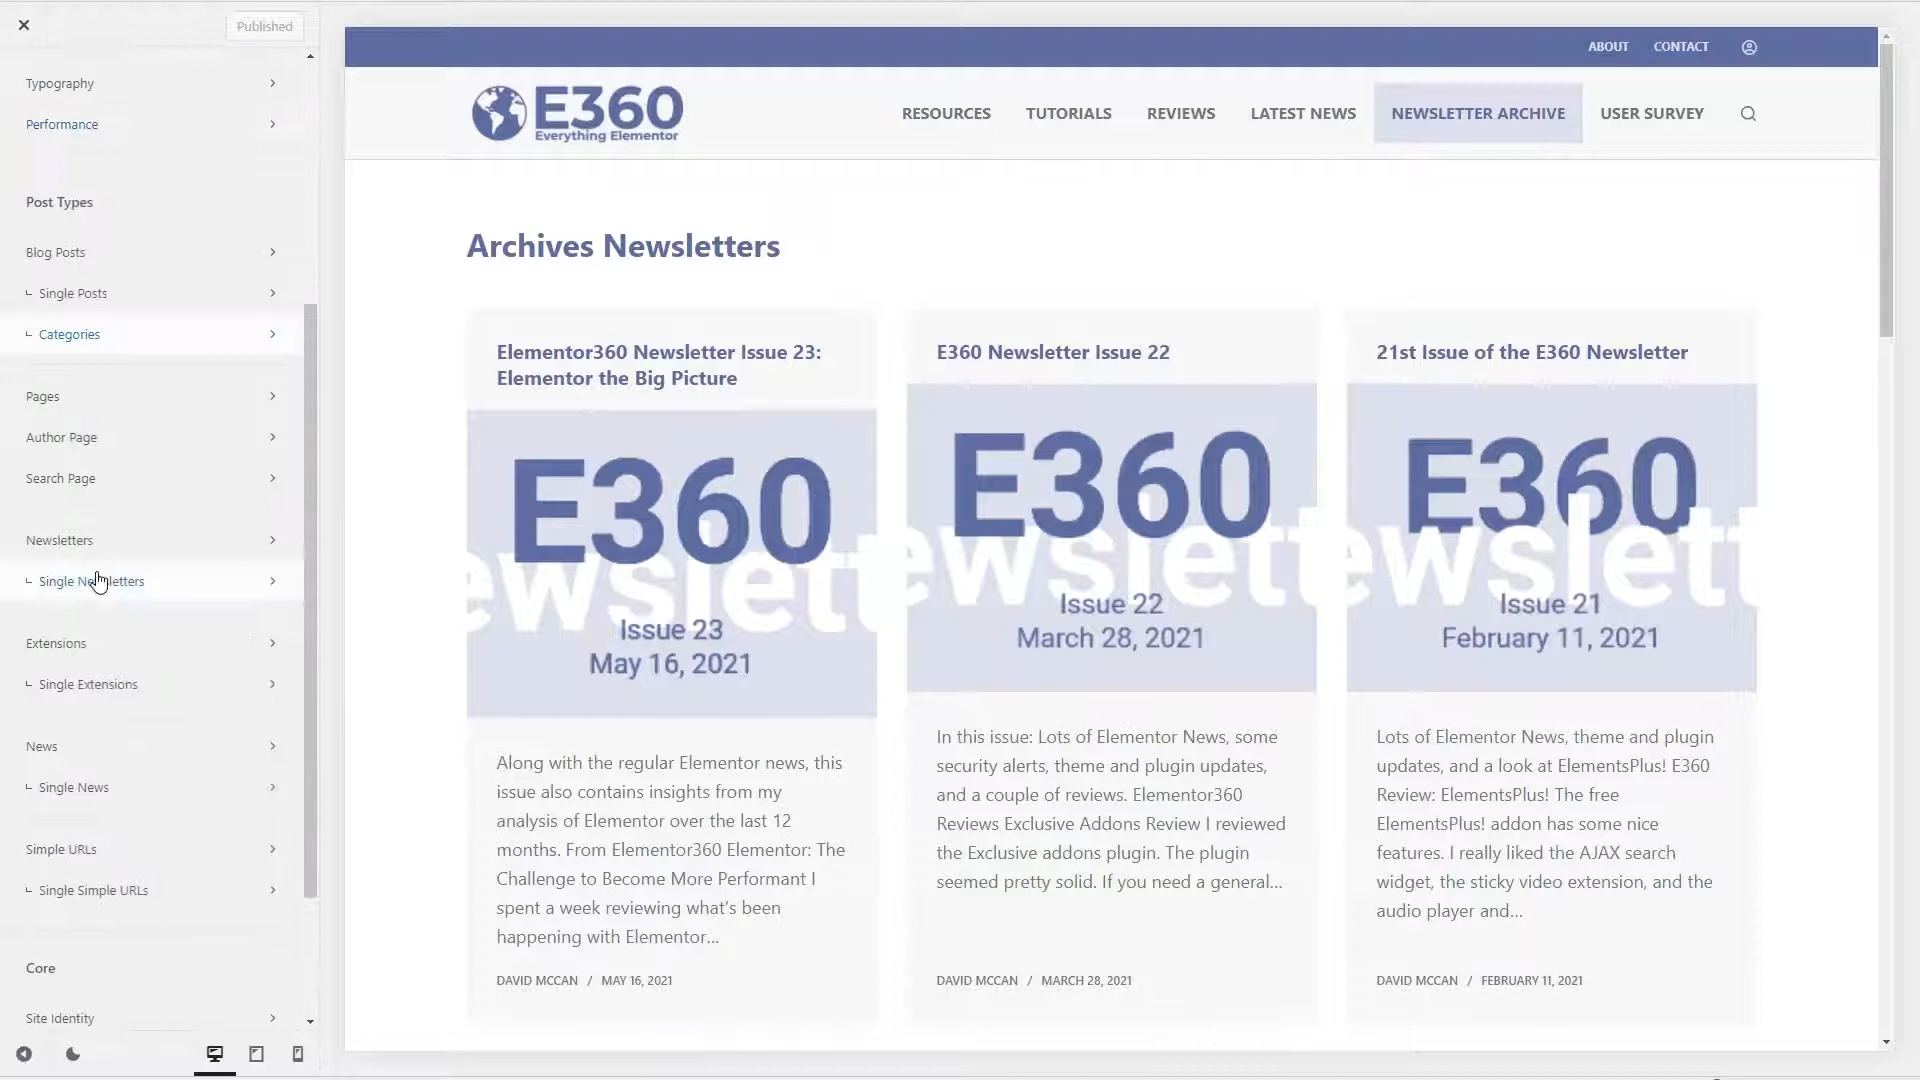 Published
Typography
Performance
Post Types
Blog Posts
Single Posts
Categories
Pages
Author Page
Search Page
Newsletters
Single Newsletters
Extensions
Single Extensions
News
Single News
Simple URLs
Single Simple URLs
Core
Site Identity
ABOUT CONTACT
E360
Everything Elementor
RESOURCES TUTORIALS REVIEWS LATEST NEWS NEWSLETTER ARCHIVE USER SURVEY
Archives Newsletters
Elementor360 Newsletter Issue 23:
Elementor the Big Picture
E360
ewslett
Issue 23
May 16, 2021
Along with the regular Elementor news, this
issue also contains insights from my
analysis of Elementor over the last 12
months. From Elementor360 Elementor: The
Challenge to Become More Performant I
spent a week reviewing what's been
happening with Elementor...
DAVID MCCAN / MAY 16, 2021
E360 Newsletter Issue 22
E360
ewslett
Issue 22
March 28, 2021
In this issue: Lots of Elementor News, some
security alerts, theme and plugin updates,
and a couple of reviews. Elementor360
Reviews Exclusive Addons Review I reviewed
the Exclusive addons plugin. The plugin
seemed pretty solid. If you need a general...
DAVID MCCAN / MARCH 28, 2021
21st Issue of the E360 Newsletter
E360
ewslett
Issue 21
February 11, 2021
Lots of Elementor News, theme and plugin
updates, and a look at ElementsPlus! E360
Review: ElementsPlus! The free
ElementsPlus! addon has some nice
features. I really liked the AJAX search
widget, the sticky video extension, and the
audio player and...
DAVID MCCAN / FEBRUARY 11, 2021